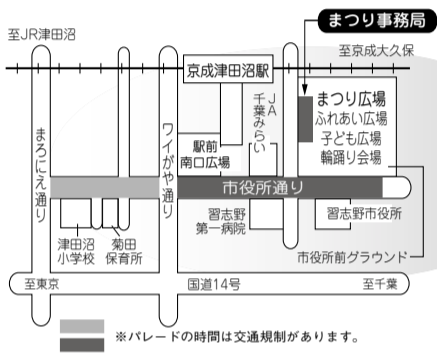 まつり事務局
至JR津田沼
至京成大久保
京成津田沼駅
JA
千葉みらい
まつり広場
ふれあい広場
子ども広場
輪踊り会場
駅前
南口広場
まろにえ通り
ワイがや通り
市役所通り
津田沼
小学校
菊田
保育所
習志野
第一病院
習志野市役所
市役所前グラウンド
至東京
国道14号
至千葉
※パレードの時間は交通規制があります。